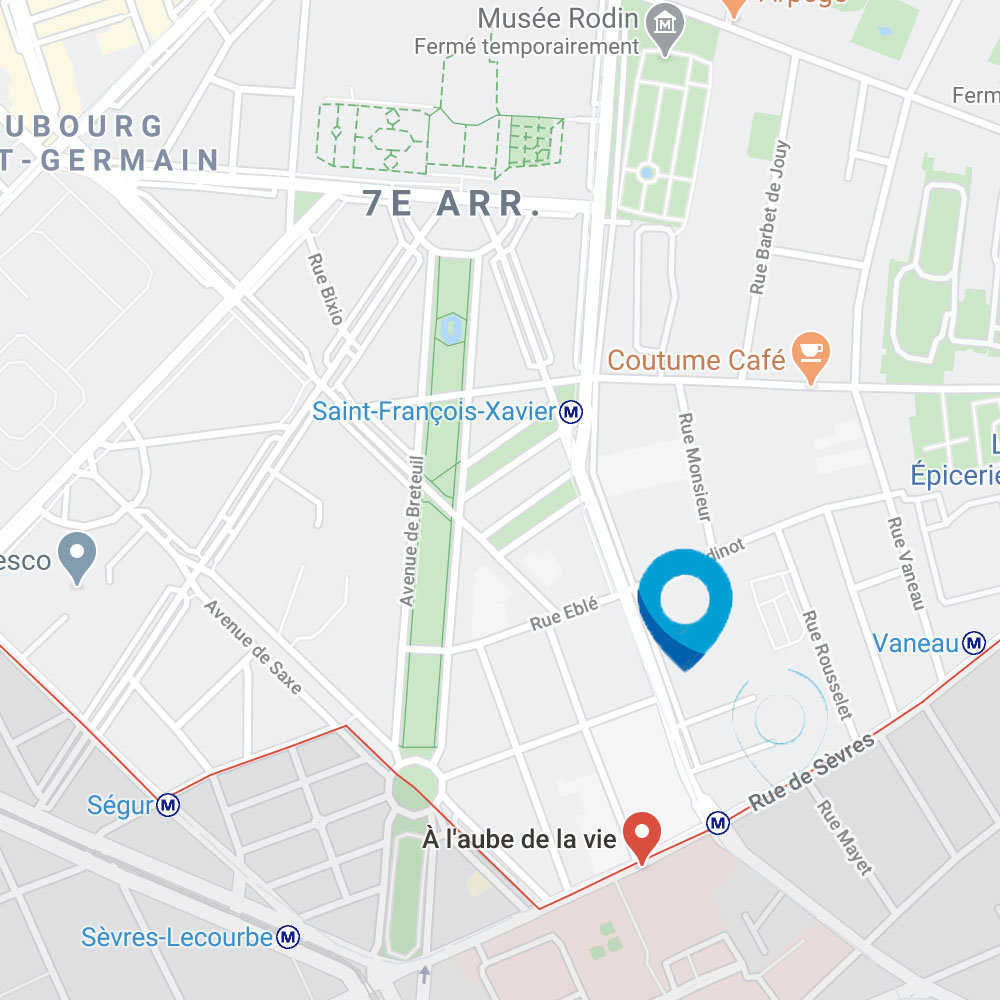 Musée Rodin
Fermé temporairement
UBOURG
T-GERMAIN
7E ARR.
Rue Barbet de Jouy
Rue Bixio
Coutume Café
Saint-François-Xavier
Rue Monsieur
Épicerie
Avenue de Breteuil
dinot
Rue Vaneau
esco
Avenue de Saxe
Rue Eblé
Rue Rousselet
Vaneau
Rue de Sèvres
Ségur
À l'aube de la vie
Rue Mayet
Sèvres-Lecourbe